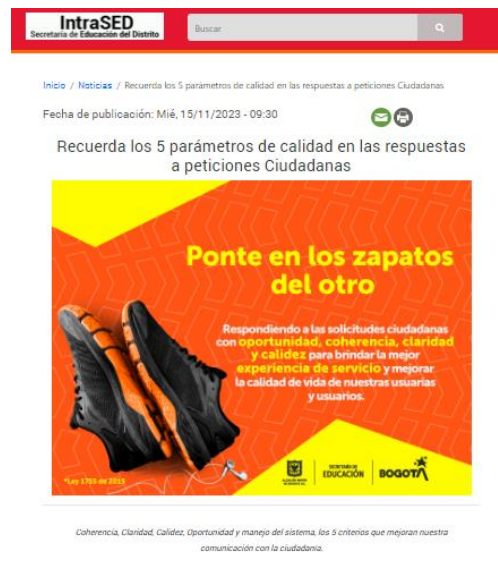 IntraSED
Secretaria de Educación del Distrito
Buscar
Inicio / Noticias / Recuerda los 5 parámetros de calidad en las respuestas a peticiones Ciudadanas
Fecha de publicación: Mié, 15/11/2023 - 09:30
Recuerda los 5 parámetros de calidad en las respuestas
a peticiones Ciudadanas
Ponte en los zapatos
del otro
Respondiendo a las solicitudes ciudadanas
con oportunidad, coherencia, claridad
y calidez para brindar la mejor
experiencia de servicio y mejorar
la calidad de vida de nuestras usuarias
y usuarios.
*Ley 1755 de 2015
SECRETARÍA DE
EDUCACIÓN
BOGOTÁ
Coherencia, Claridad, Calidez, Oportunidad y manejo del sistema, los 5 criterios que mejoran nuestra
comunicación con la ciudadanía.